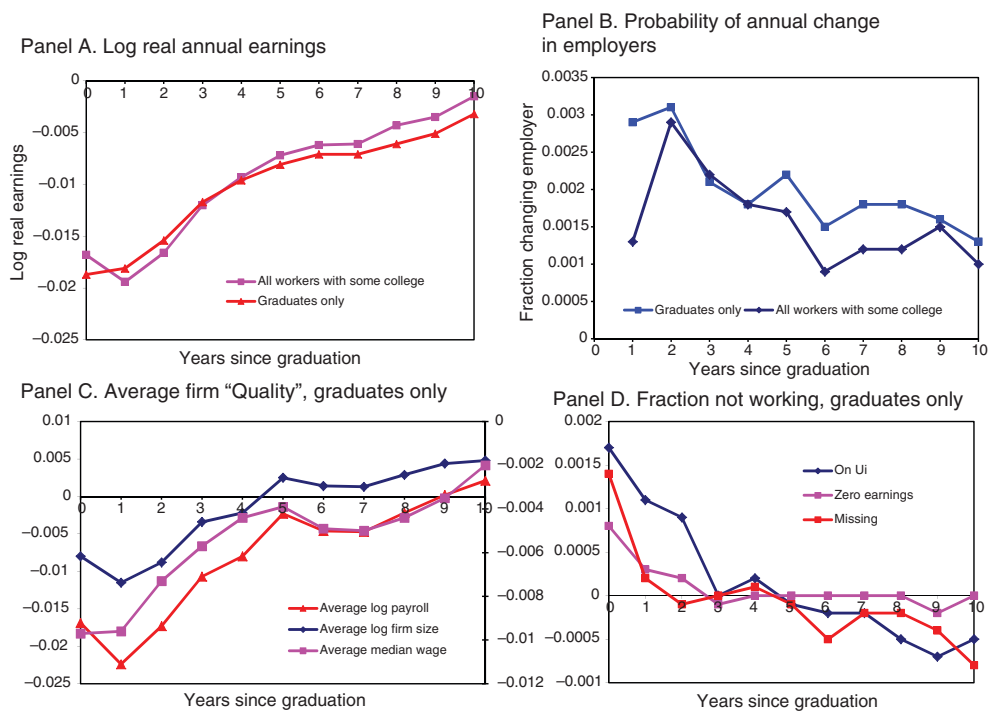 Panel A. Log real annual earnings
0
–0.005
–0.01
–0.015
–0.02
–0.025
0 1 2 3 4 5 6 7 8 9 10
Log real earnings
All workers with some college
Graduates only
Years since graduation
Panel B. Probability of annual change
in employers
0.0035
0.003
0.0025
0.002
0.0015
0.001
0.0005
0
0 1 2 3 4 5 6 7 8 9 10
Fraction changing employer
Graduates only All workers with some college
Years since graduation
Panel C. Average firm “Quality”, graduates only
0.01
0.005
0
–0.005
–0.01
–0.015
–0.02
–0.025
0 1 2 3 4 5 6 7 8 9 10
0
–0.002
–0.004
–0.006
–0.008
–0.01
–0.012
Average log payroll
Average log firm size
Average median wage
Years since graduation
Panel D. Fraction not working, graduates only
0.002
0.0015
0.001
0.0005
0
–0.0005
–0.001
0 1 2 3 4 5 6 7 8 9 10
On Ui
Zero earnings
Missing
Years since graduation